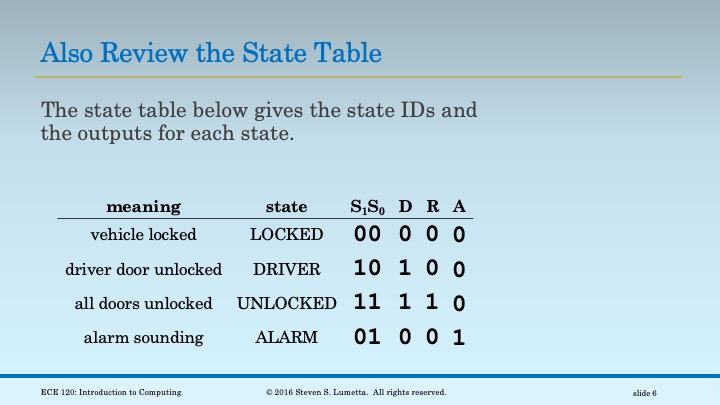 Also Review the State Table
The state table below gives the state IDs and
the outputs for each state.
meaning state S₁S₀ D R A
vehicle locked LOCKED 00 0 0 0
driver door unlocked DRIVER 10 1 0 0
all doors unlocked UNLOCKED 11 1 1 0
alarm sounding ALARM 01 0 0 1
ECE 120: Introduction to Computing © 2016 Steven S. Lumetta. All rights reserved. slide 6